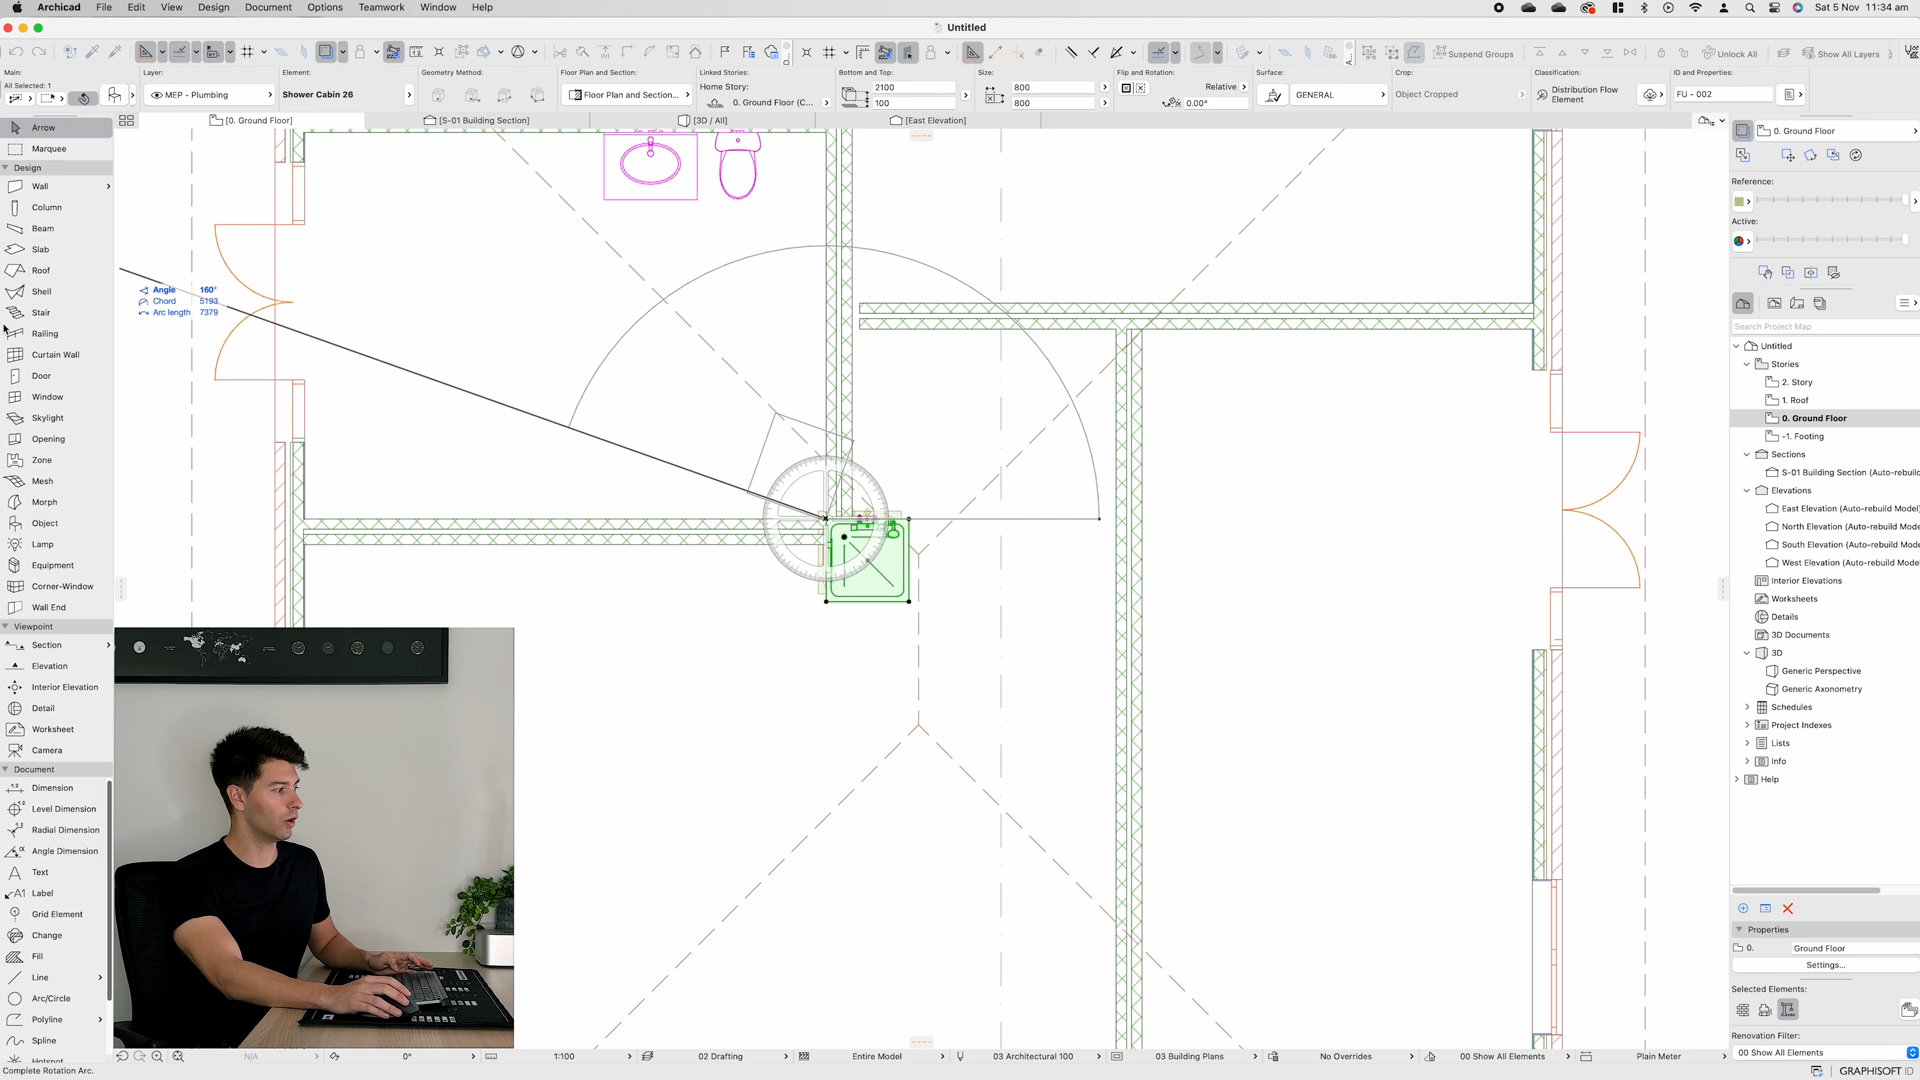 Archicad File Edit View Design Document Options Teamwork Window Help
Sat 5 Nov 11:34 am
Untitled
Suspend Groups
Unlock All
Show All Layers
Main:
All Selected: 1
Layer:
MEP - Plumbing
Element:
Shower Cabin 26
Geometry Method:
Floor Plan and Section:
Floor Plan and Section...
Linked Stories:
Home Story:
0. Ground Floor (C...
Bottom and Top:
2100
100
Size:
800
800
Flip and Rotation:
Relative
0.00°
Surface:
GENERAL
Crop:
Object Cropped
Classification:
Distribution Flow
Element
ID and Properties:
FU - 002
[0. Ground Floor]
[S-01 Building Section]
[3D / All]
[East Elevation]
Arrow
Marquee
Design
Wall
Column
Beam
Slab
Roof
Shell
Stair
Railing
Curtain Wall
Door
Window
Skylight
Opening
Zone
Mesh
Morph
Object
Lamp
Equipment
Corner-Window
Wall End
Viewpoint
Section
Elevation
Interior Elevation
Detail
Worksheet
Camera
Document
Dimension
Level Dimension
Radial Dimension
Angle Dimension
Text
Label
Grid Element
Change
Fill
Line
Arc/Circle
Polyline
Spline
Hotspot
Angle 160°
Chord 5193
Arc length 7379
0. Ground Floor
Reference:
Active:
Search Project Map
Untitled
Stories
2. Story
1. Roof
0. Ground Floor
-1. Footing
Sections
S-01 Building Section (Auto-rebuild
Elevations
East Elevation (Auto-rebuild Model
North Elevation (Auto-rebuild Mode
South Elevation (Auto-rebuild Mode
West Elevation (Auto-rebuild Mode
Interior Elevations
Worksheets
Details
3D Documents
3D
Generic Perspective
Generic Axonometry
Schedules
Project Indexes
Lists
Info
Help
Properties
0. Ground Floor
Settings...
Selected Elements:
Renovation Filter:
00 Show All Elements
N/A
0°
1:100
02 Drafting
Entire Model
03 Architectural 100
03 Building Plans
No Overrides
00 Show All Elements
Plain Meter
Complete Rotation Arc.
GRAPHISOFT ID